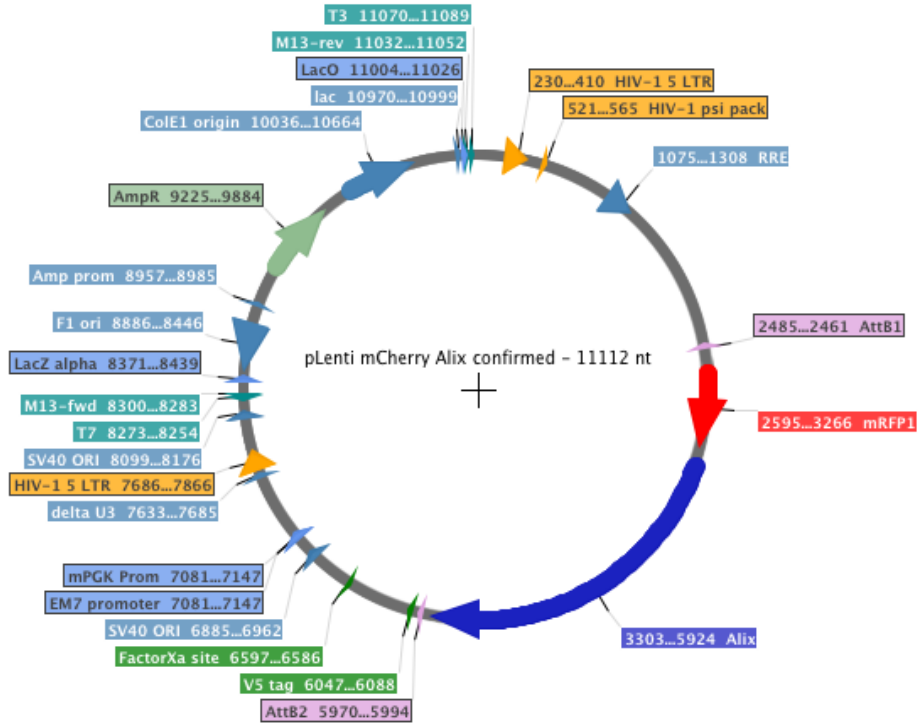 T3 11070...11089
M13-rev 11032...11052
LacO 11004...11026
lac 10970...10999
ColE1 origin 10036...10664
AmpR 9225...9884
Amp prom 8957...8985
F1 ori 8886...8446
LacZ alpha 8371...8439
M13-fwd 8300...8283
T7 8273...8254
SV40 ORI 8099...8176
HIV-1 5 LTR 7686...7866
delta U3 7633...7685
mPGK Prom 7081...7147
EM7 promoter 7081...7147
SV40 ORI 6885...6962
FactorXa site 6597...6586
V5 tag 6047...6088
AttB2 5970...5994
pLenti mCherry Alix confirmed - 11112 nt
230...410 HIV-1 5 LTR
521...565 HIV-1 psi pack
1075...1308 RRE
2485...2461 AttB1
2595...3266 mRFP1
3303...5924 Alix